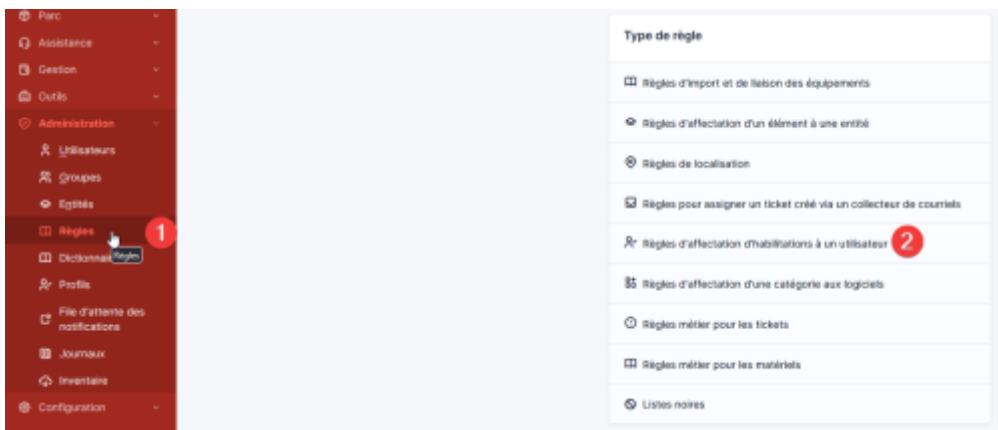 Parc
Assistance
Gestion
Outils
Administration
Utilisateurs
Groupes
Entités
Règles
1
Dictionnai
Règles
Profils
File d'attente des
notifications
Journaux
Inventaire
Configuration
Type de règle
Règles d'import et de liaison des équipements
Règles d'affectation d'un élément à une entité
Règles de localisation
Règles pour assigner un ticket créé via un collecteur de courriels
Règles d'affectation d'habilitations à un utilisateur
2
Règles d'affectation d'une catégorie aux logiciels
Règles métier pour les tickets
Règles métier pour les matériels
Listes noires